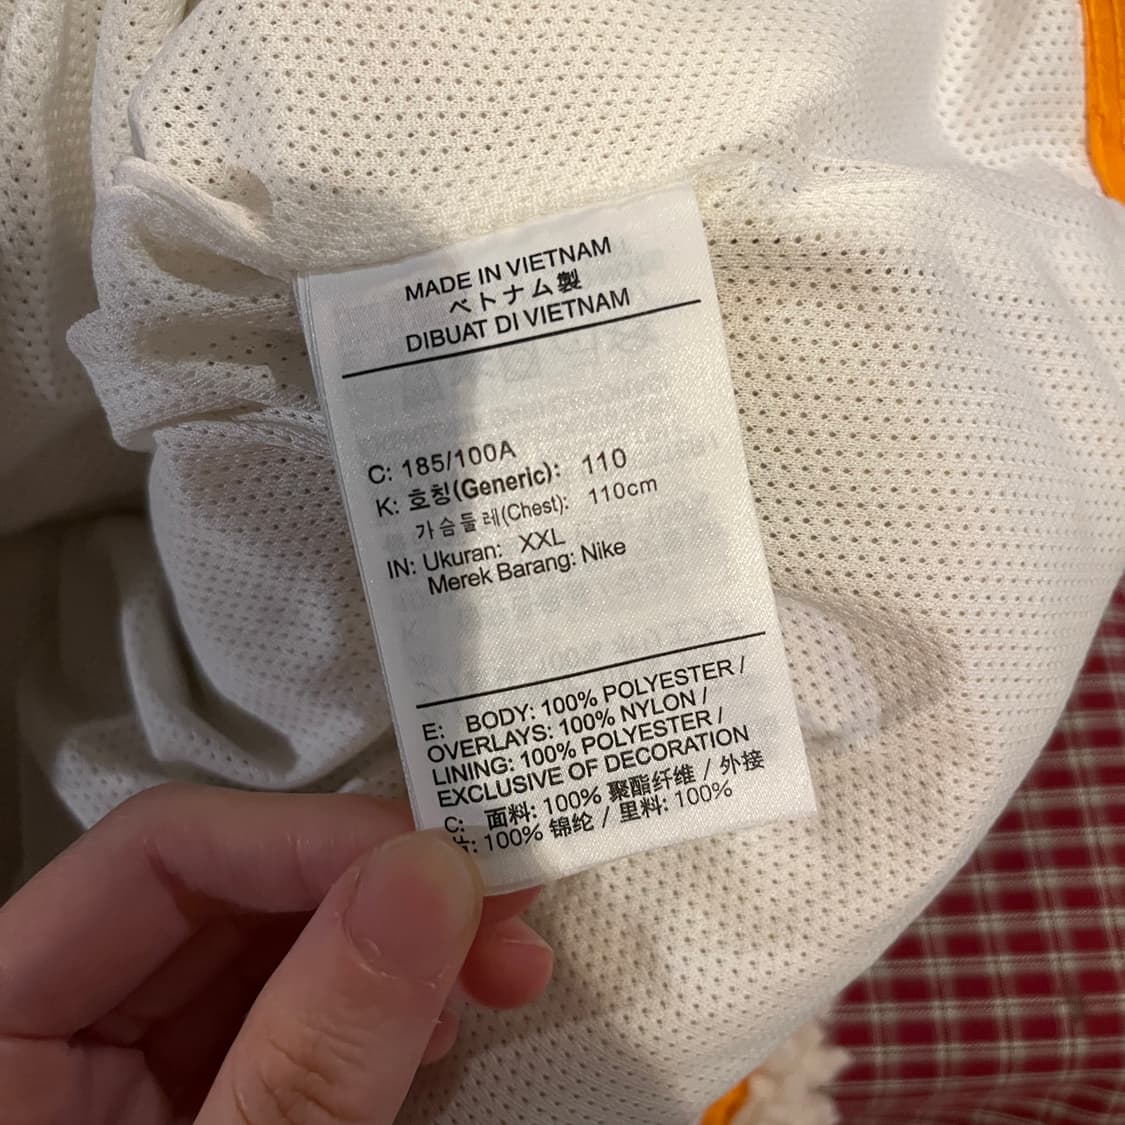 MADE IN VIETNAM
ベトナム製
DIBUAT DI VIETNAM
C: 185/100A
K: 호칭(Generic): 110
가슴둘레(Chest): 110cm
IN: Ukuran: XXL
Merek Barang: Nike
E: BODY: 100% POLYESTER /
OVERLAYS: 100% NYLON /
LINING: 100% POLYESTER /
EXCLUSIVE OF DECORATION
C: 面料: 100% 聚酯纤维 / 外接
片: 100% 锦纶 / 里料: 100%